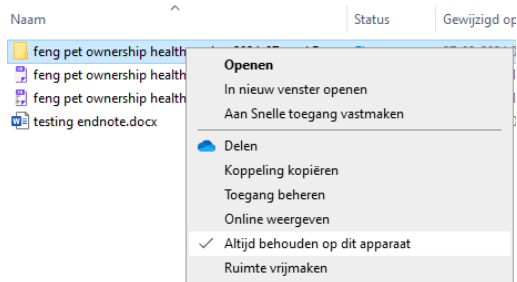 Naam Status Gewijzigd op
feng pet ownership health
feng pet ownership health
feng pet ownership health
testing endnote.docx
Openen
In nieuw venster openen
Aan Snelle toegang vastmaken
Delen
Koppeling kopiëren
Toegang beheren
Online weergeven
Altijd behouden op dit apparaat
Ruimte vrijmaken